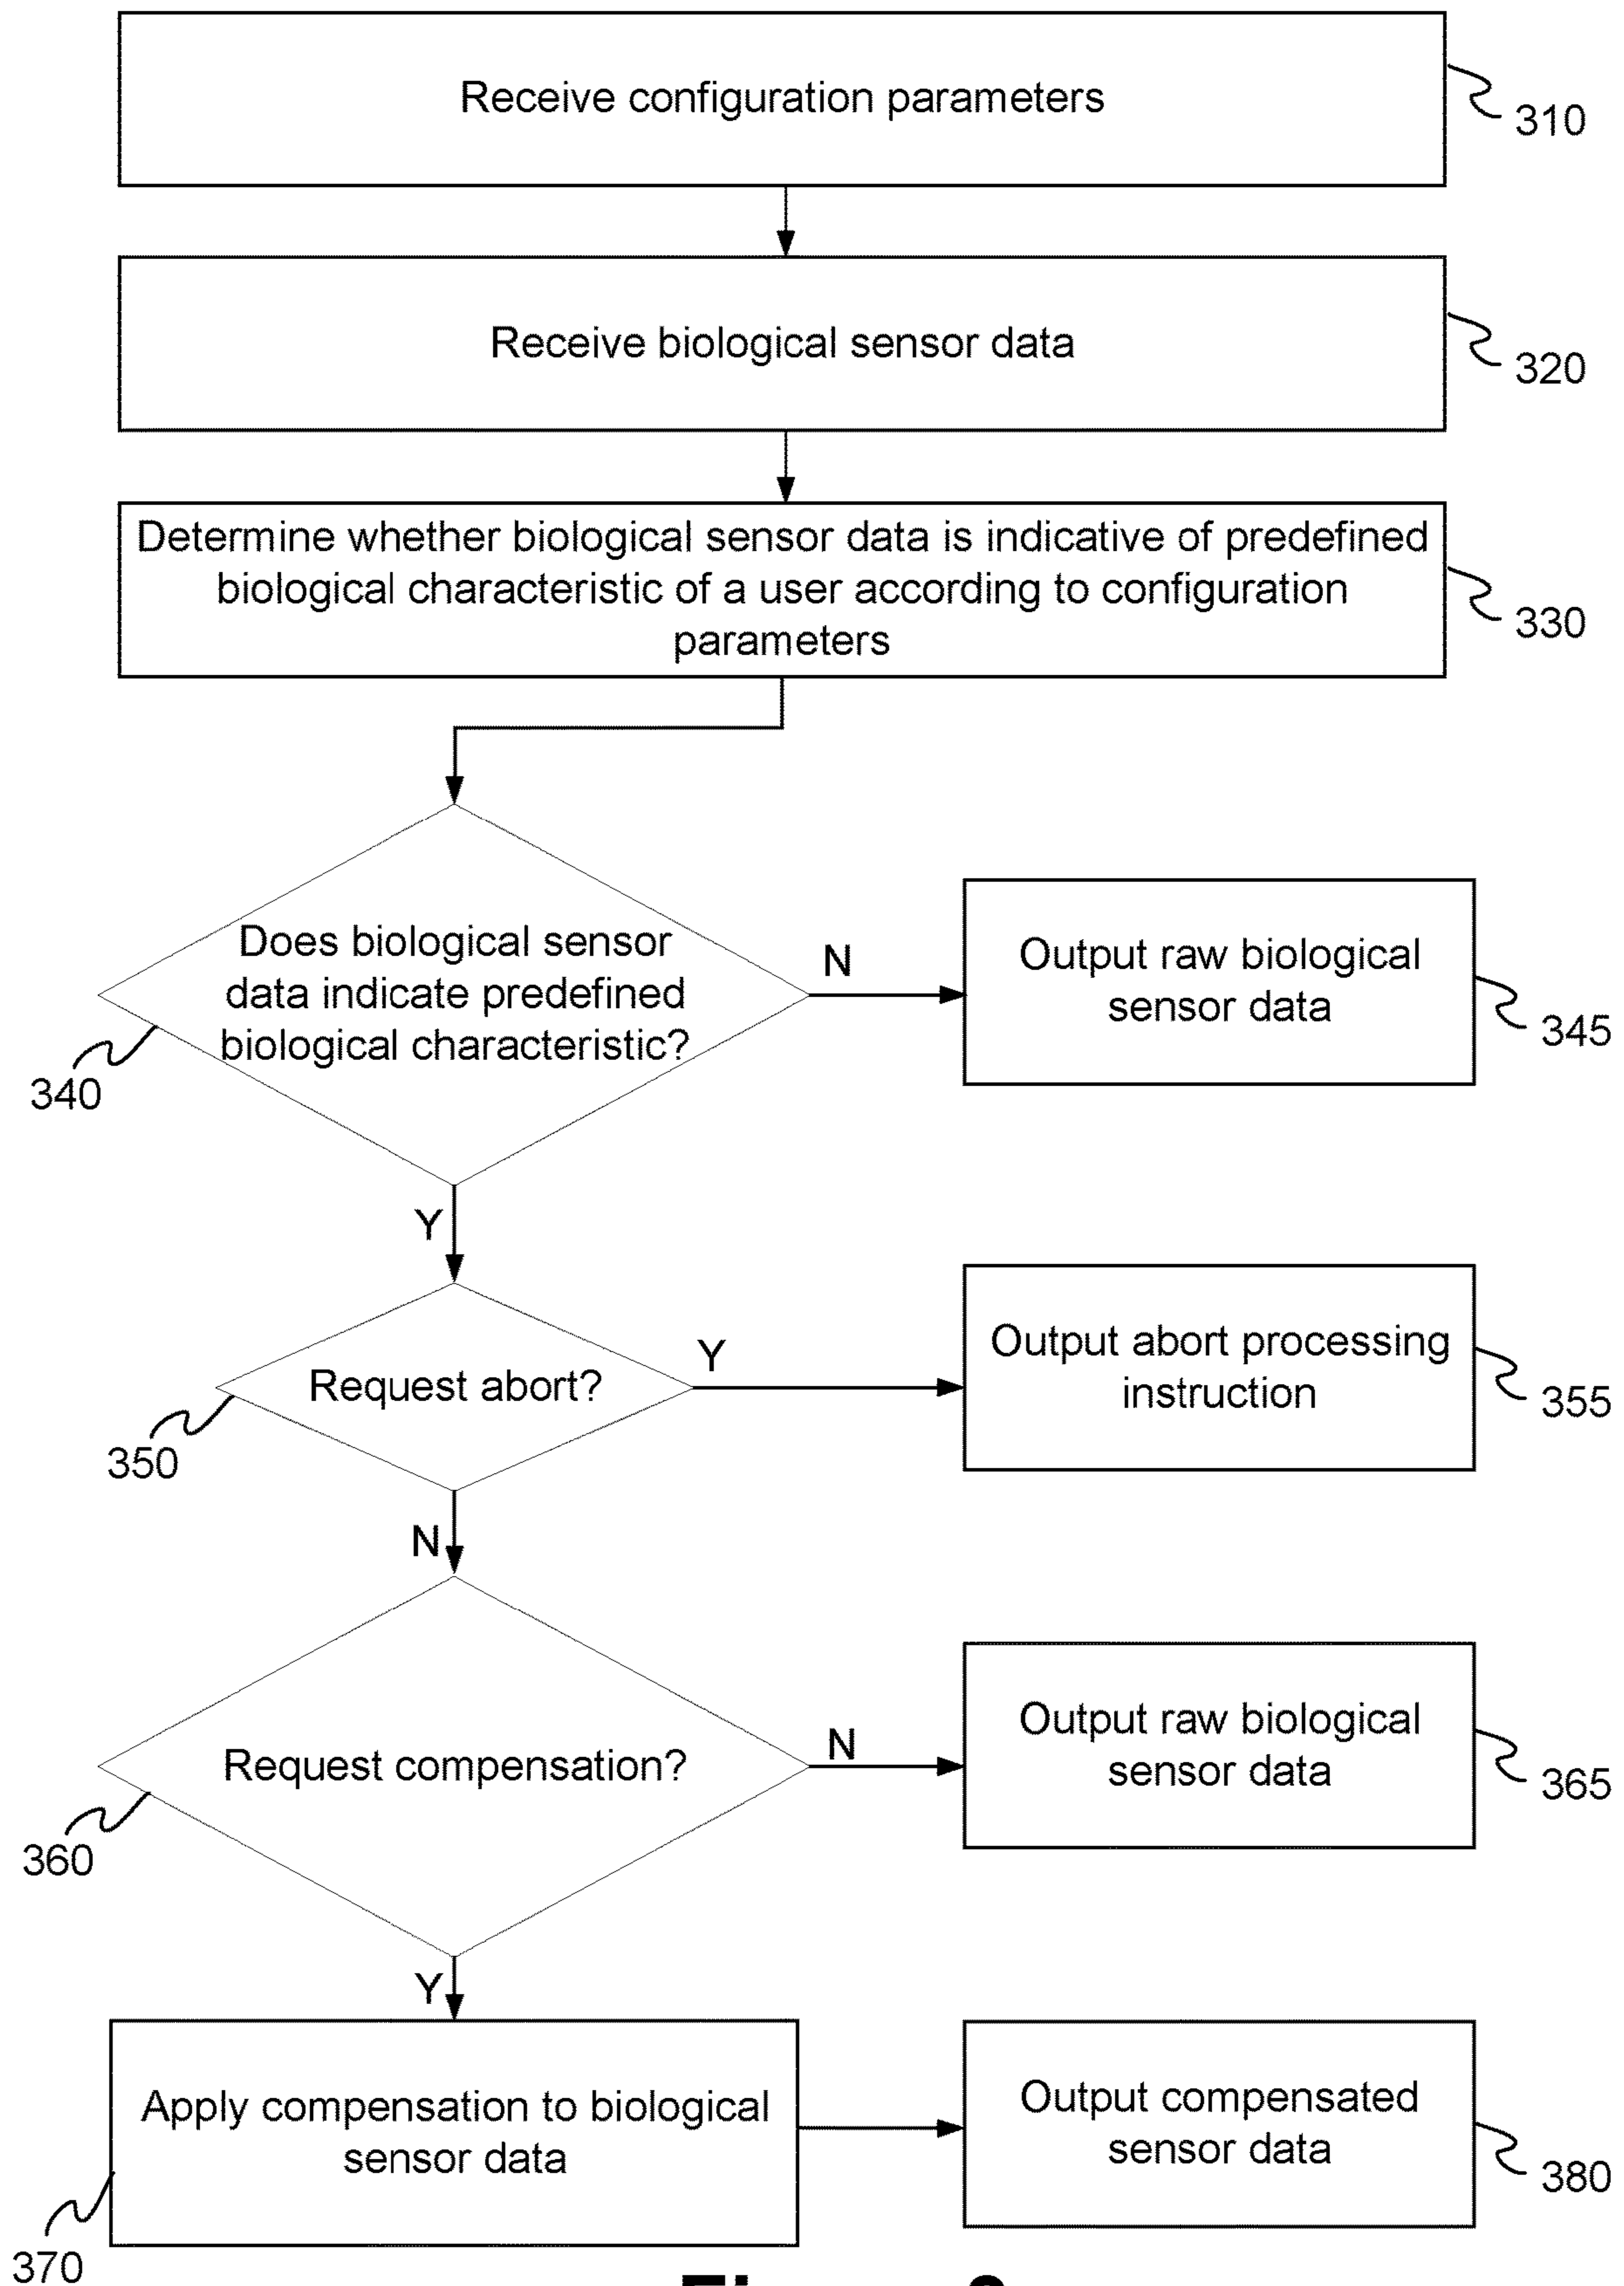 Receive configuration parameters
310
Receive biological sensor data
320
Determine whether biological sensor data is indicative of predefined
biological characteristic of a user according to configuration
parameters
330
Does biological sensor
data indicate predefined
biological characteristic?
340
N
Output raw biological
sensor data
345
Y
Request abort?
350
Y
Output abort processing
instruction
355
N
Request compensation?
360
N
Output raw biological
sensor data
365
Y
Apply compensation to biological
sensor data
370
Output compensated
sensor data
380